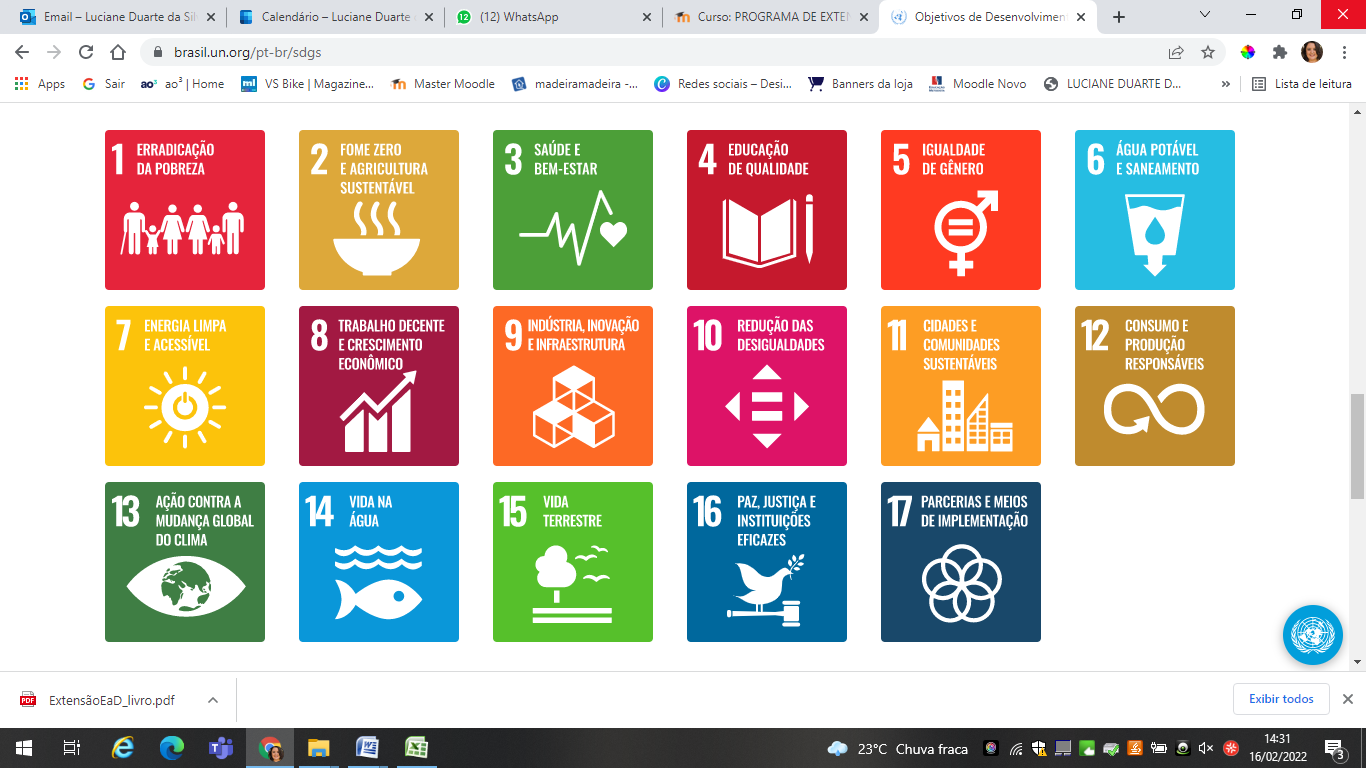 Email – Luciane Duarte da Sil
Calendário – Luciane Duarte
(12) WhatsApp
Curso: PROGRAMA DE EXTEN
Objetivos de Desenvolviment
brasil.un.org/pt-br/sdgs
Apps
Sair
ao3 | Home
VS Bike | Magazine...
Master Moodle
madeiramadeira -...
Redes sociais – Desi...
Banners da loja
Moodle Novo
LUCIANE DUARTE D...
»
Lista de leitura
1 ERRADICAÇÃO
DA POBREZA
2 FOME ZERO
E AGRICULTURA
SUSTENTÁVEL
3 SAÚDE E
BEM-ESTAR
4 EDUCAÇÃO
DE QUALIDADE
5 IGUALDADE
DE GÊNERO
6 ÁGUA POTÁVEL
E SANEAMENTO
7 ENERGIA LIMPA
E ACESSÍVEL
8 TRABALHO DECENTE
E CRESCIMENTO
ECONÔMICO
9 INDÚSTRIA, INOVAÇÃO
E INFRAESTRUTURA
10 REDUÇÃO DAS
DESIGUALDADES
11 CIDADES E
COMUNIDADES
SUSTENTÁVEIS
12 CONSUMO E
PRODUÇÃO
RESPONSÁVEIS
13 AÇÃO CONTRA A
MUDANÇA GLOBAL
DO CLIMA
14 VIDA NA
ÁGUA
15 VIDA
TERRESTRE
16 PAZ, JUSTIÇA E
INSTITUIÇÕES
EFICAZES
17 PARCERIAS E MEIOS
DE IMPLEMENTAÇÃO
PDF
ExtensãoEaD_livro.pdf
Exibir todos
23°C Chuva fraca
14:31
16/02/2022
3